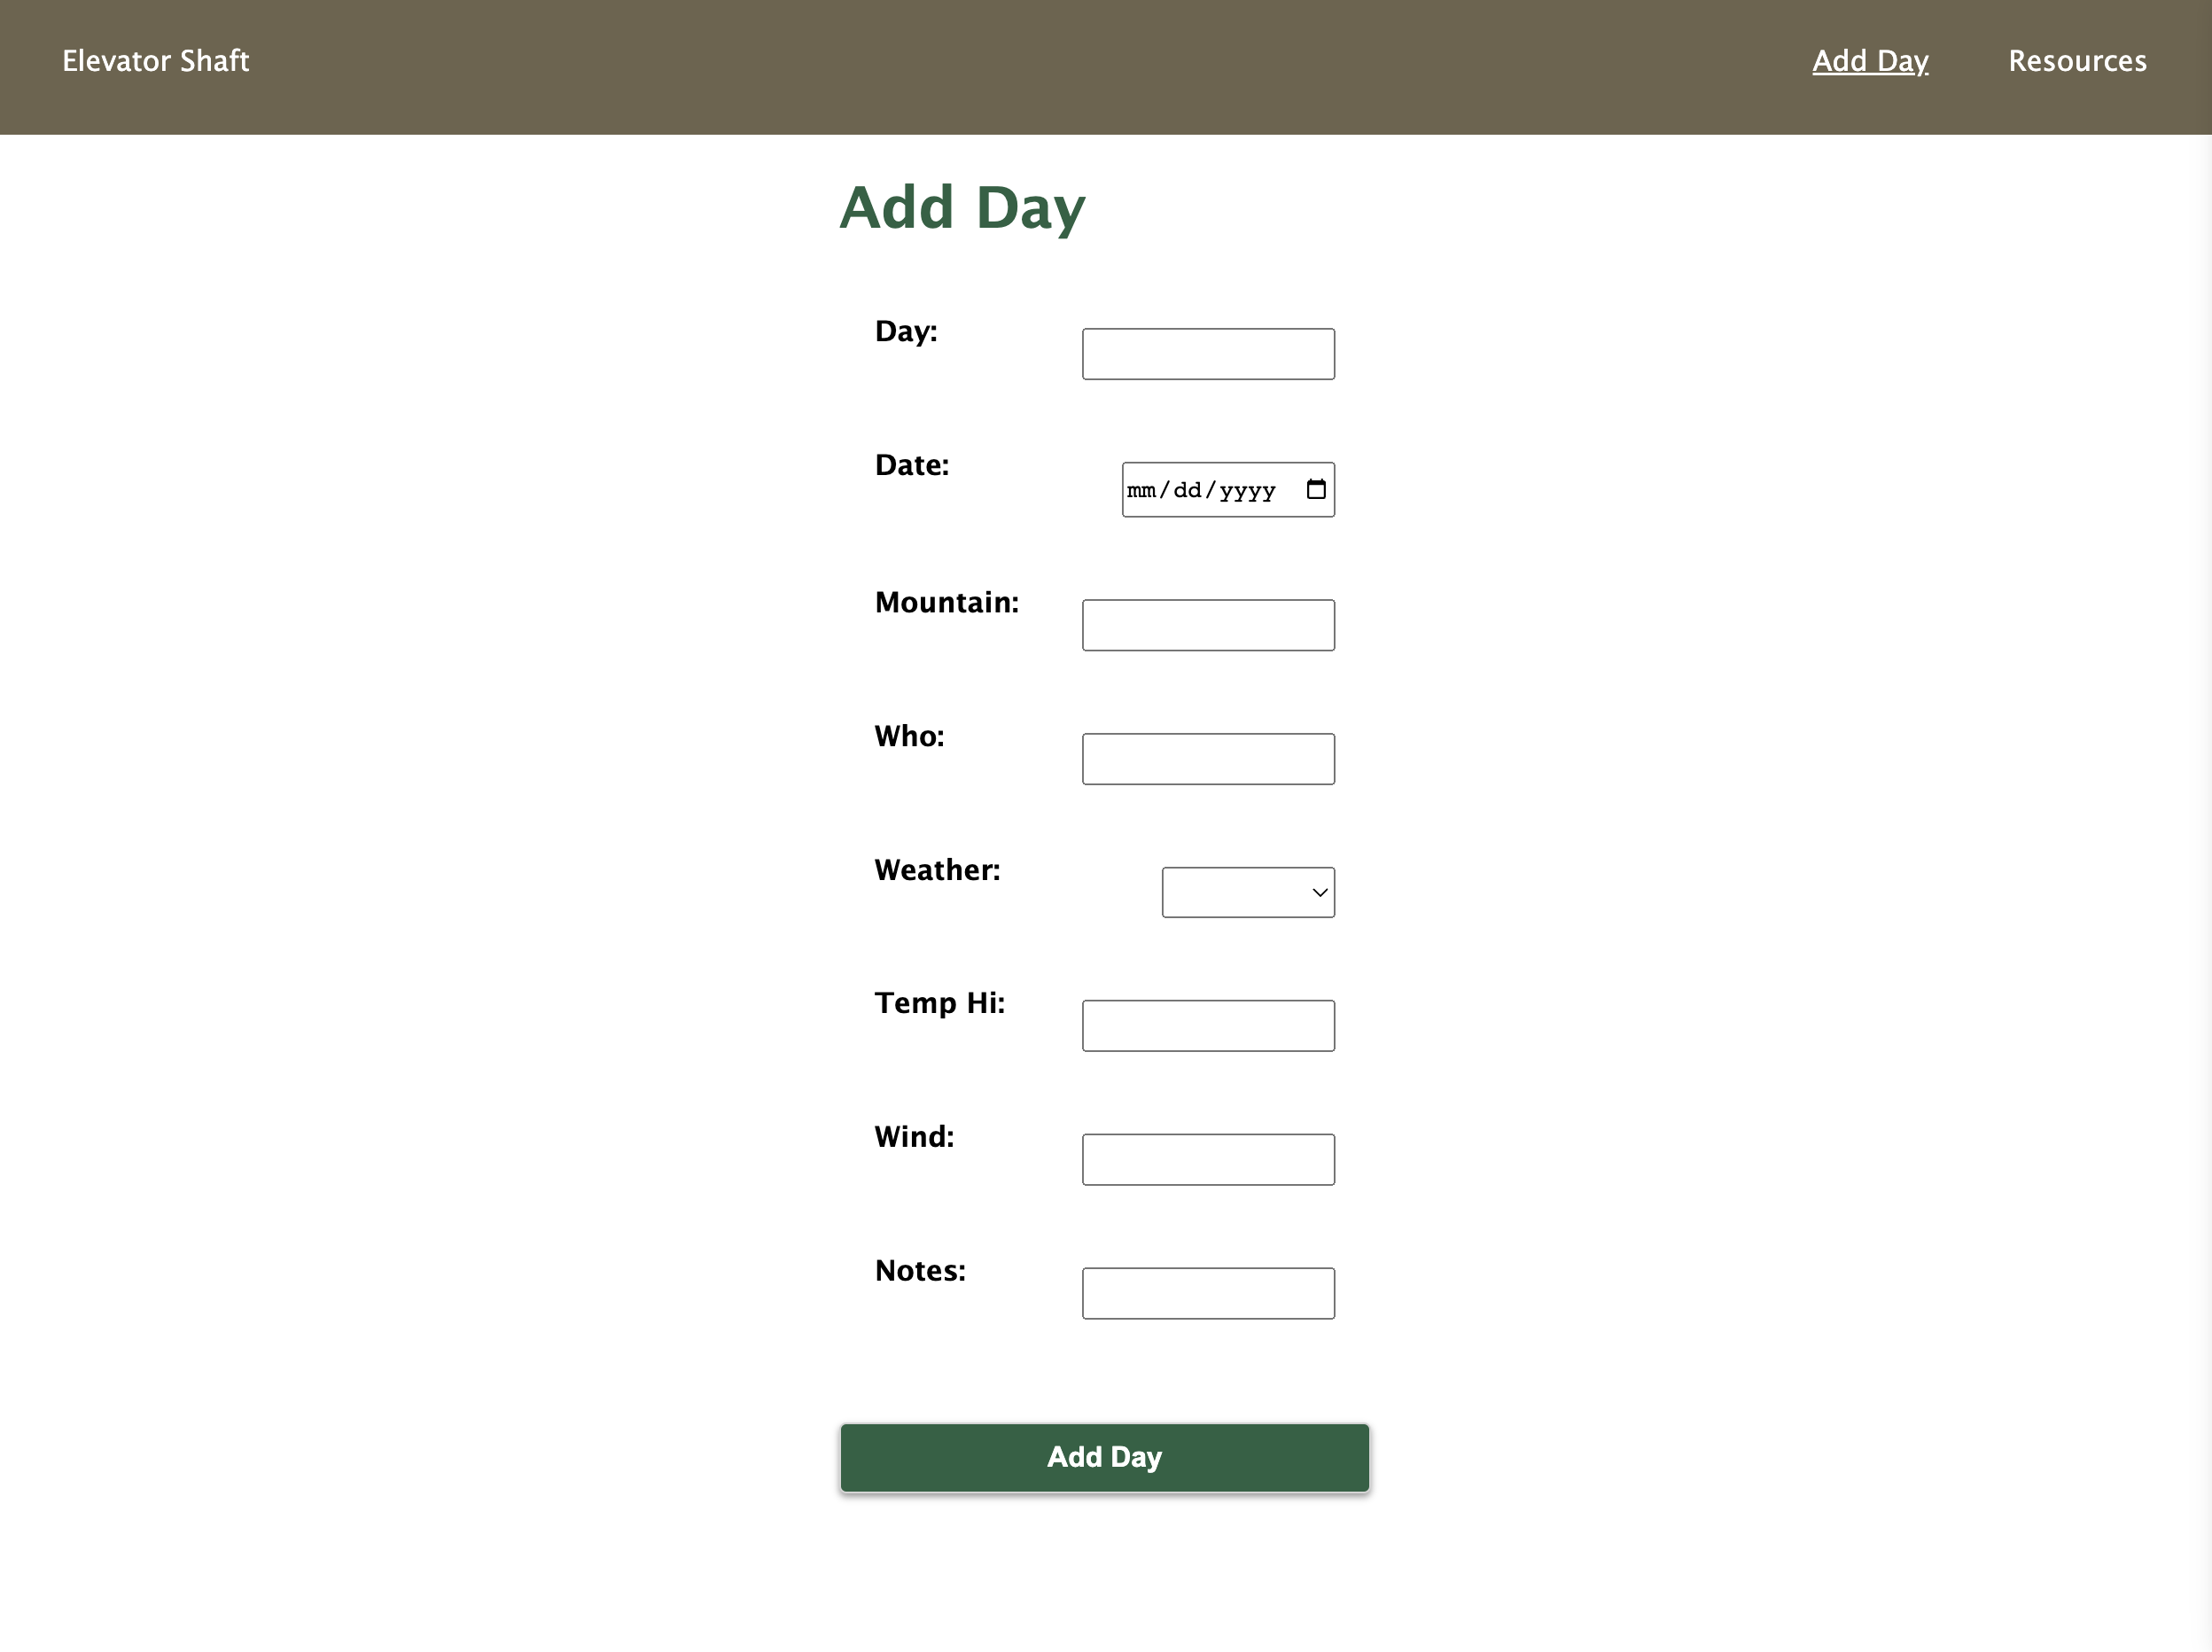 Elevator Shaft
Add Day
Resources
Add Day
Day:
Date:
mm/dd/yyyy
Mountain:
Who:
Weather:
Temp Hi:
Wind:
Notes:
Add Day